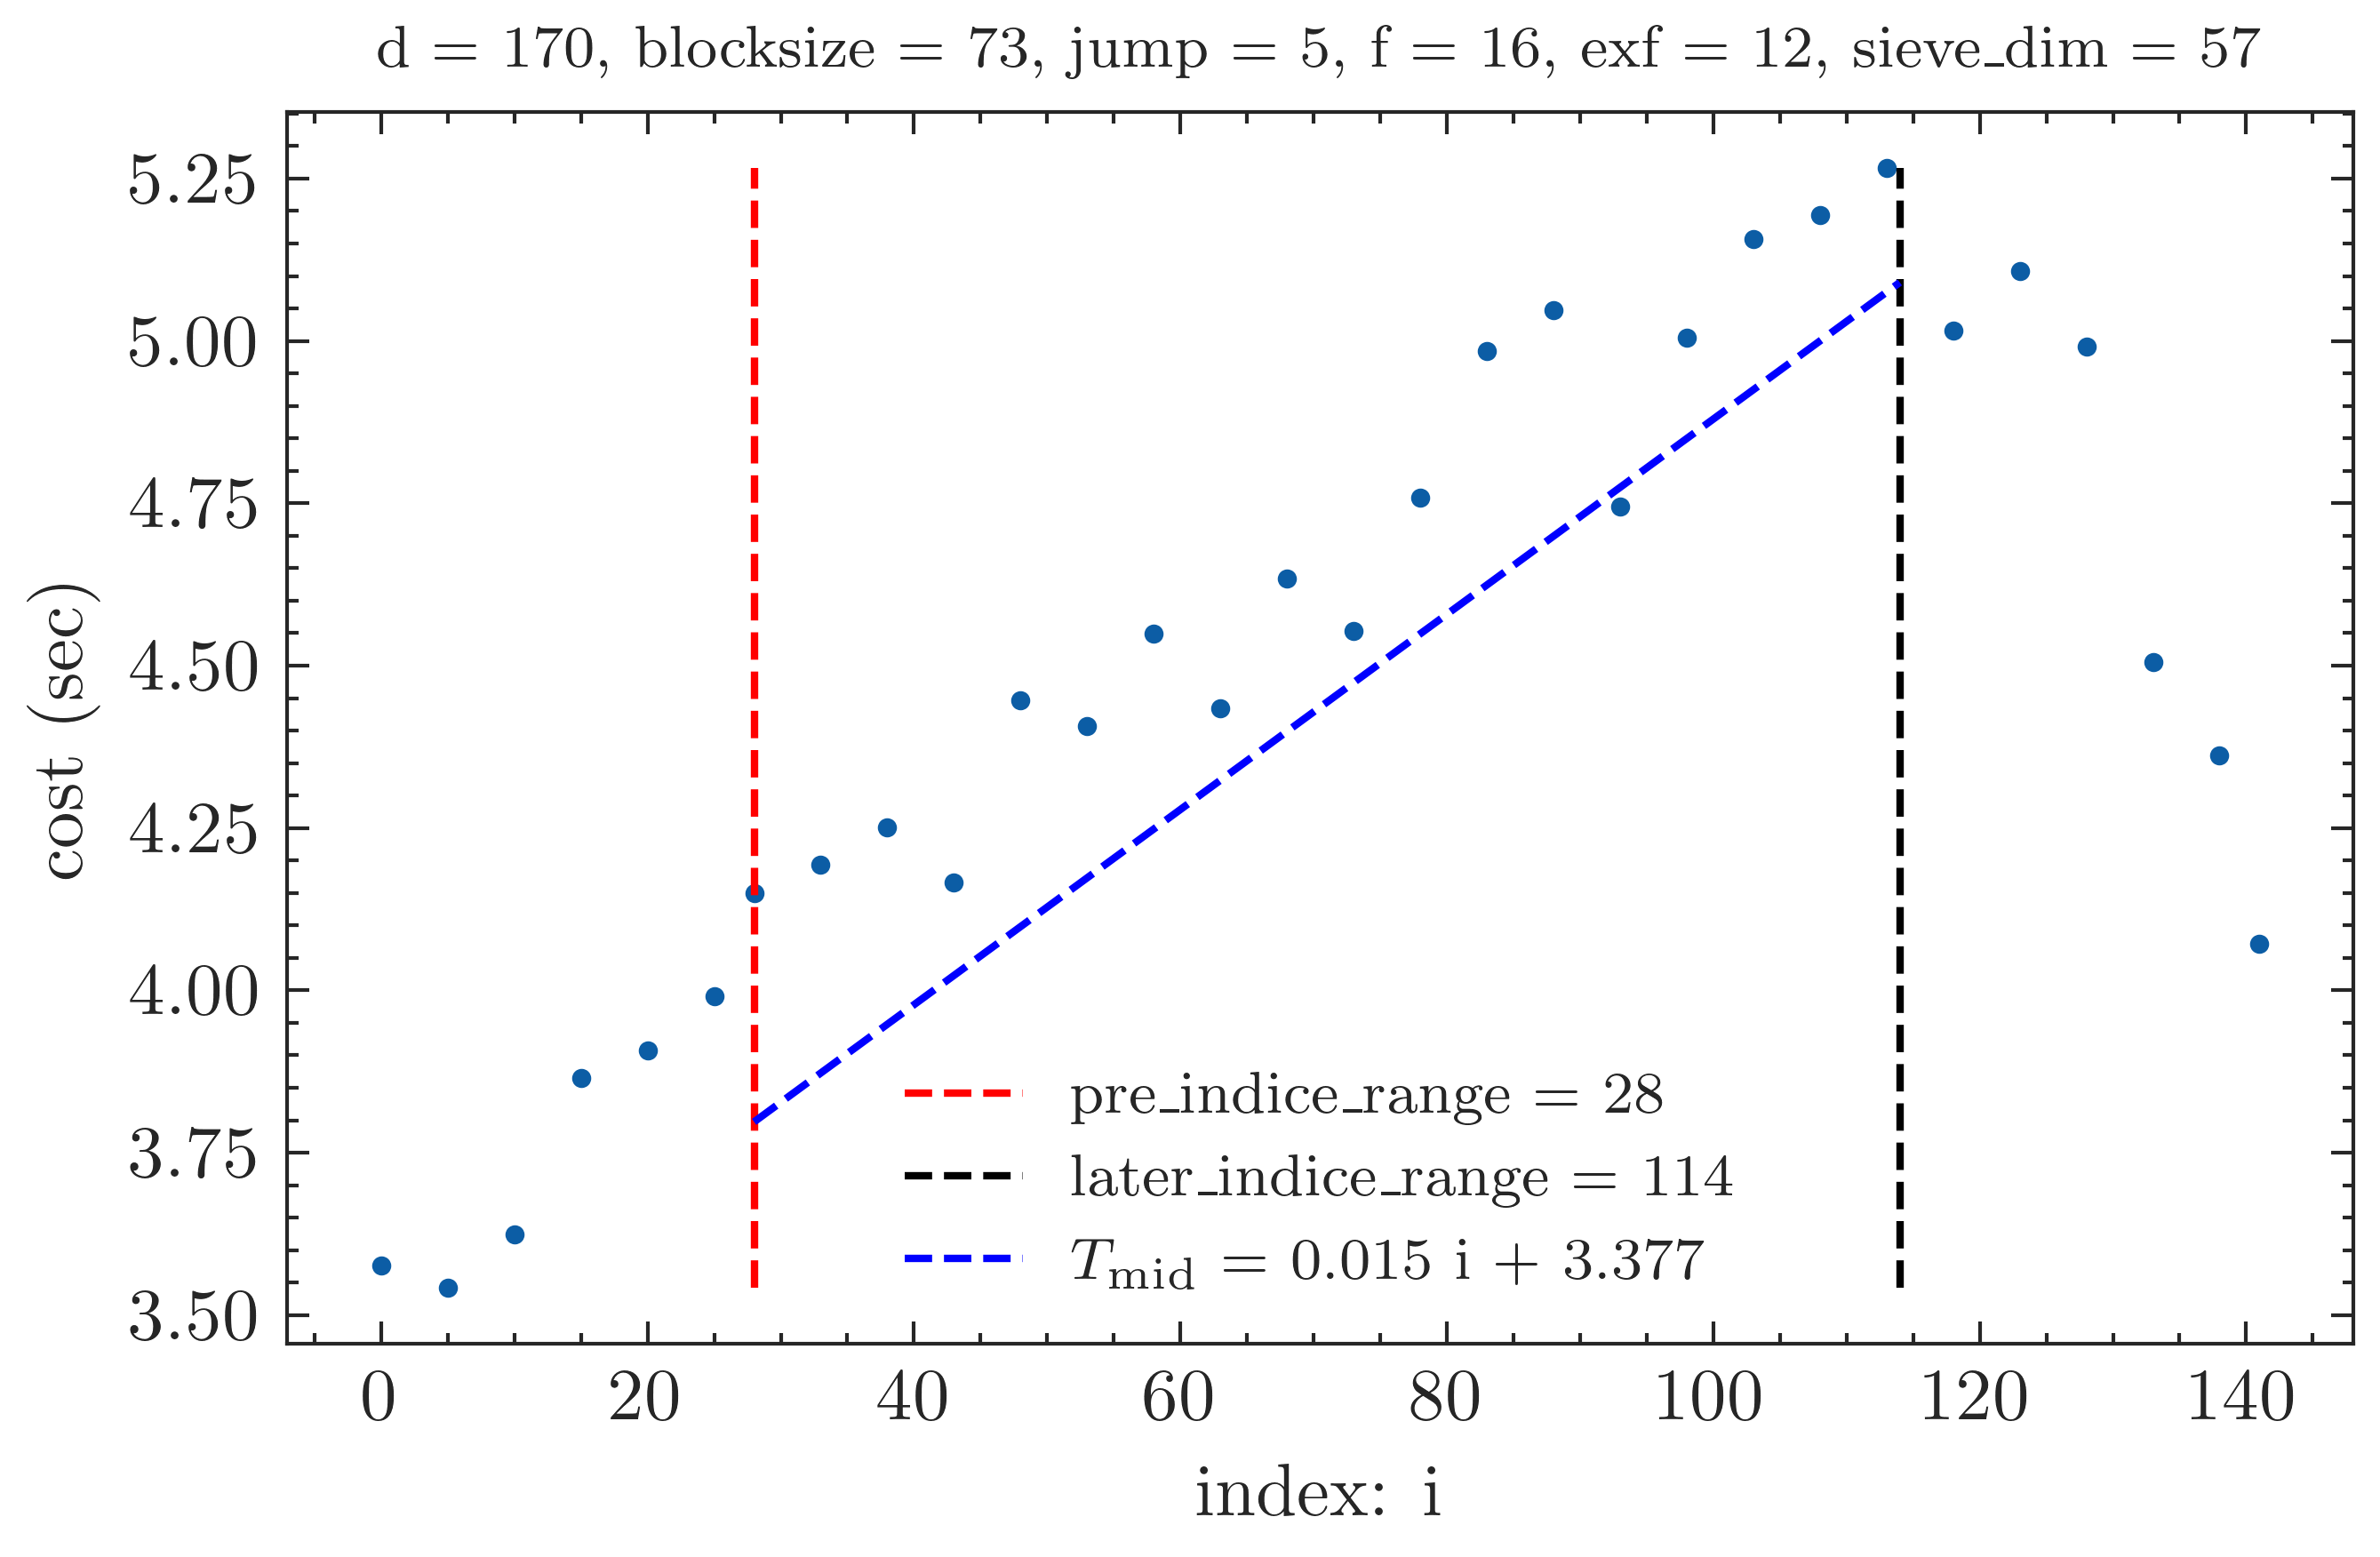 d = 170, blocksize = 73, jump = 5, f = 16, exf = 12, sieve_dim = 57
cost (sec)
5.25
5.00
4.75
4.50
4.25
4.00
3.75
3.50
pre_indice_range = 28
later_indice_range = 114
T_mid = 0.015 i + 3.377
0 20 40 60 80 100 120 140
index: i